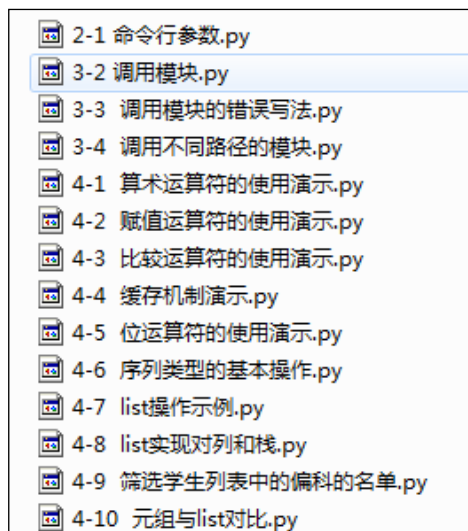 2-1 命令行参数.py
3-2 调用模块.py
3-3 调用模块的错误写法.py
3-4 调用不同路径的模块.py
4-1 算术运算符的使用演示.py
4-2 赋值运算符的使用演示.py
4-3 比较运算符的使用演示.py
4-4 缓存机制演示.py
4-5 位运算符的使用演示.py
4-6 序列类型的基本操作.py
4-7 list操作示例.py
4-8 list实现对列和栈.py
4-9 筛选学生列表中的偏科的名单.py
4-10 元组与list对比.py